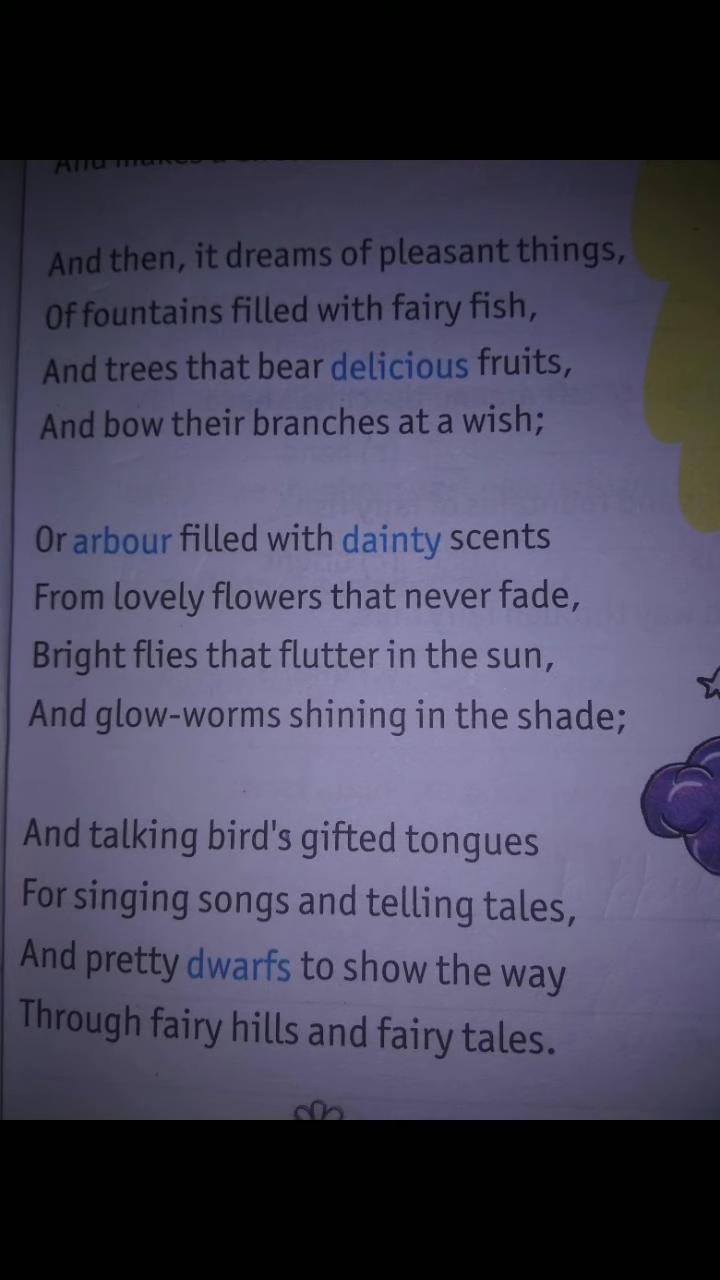 And then, it dreams of pleasant things,
Of fountains filled with fairy fish,
And trees that bear delicious fruits,
And bow their branches at a wish;
Or arbour filled with dainty scents
From lovely flowers that never fade,
Bright flies that flutter in the sun,
And glow-worms shining in the shade;
And talking bird's gifted tongues
For singing songs and telling tales,
And pretty dwarfs to show the way
Through fairy hills and fairy tales.